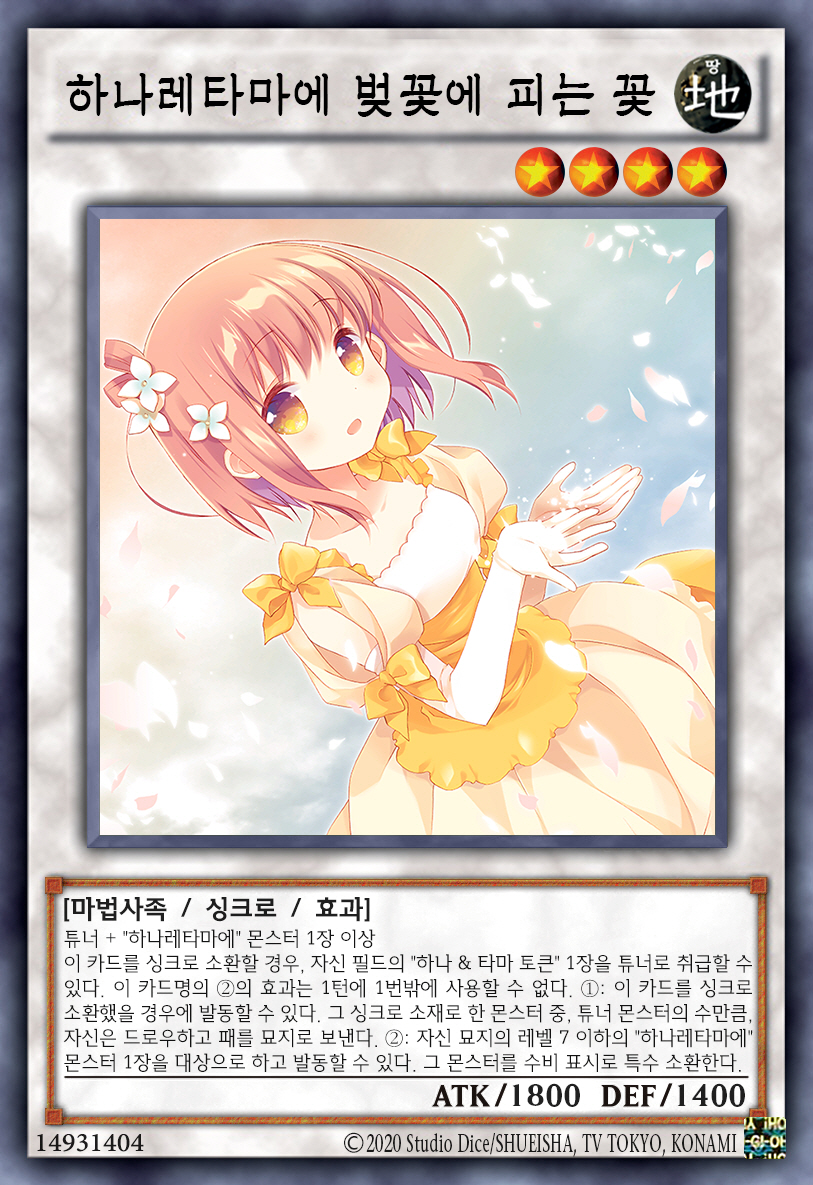 하나레타마에 벚꽃에 피는 꽃
땅
地
[마법사족 / 싱크로 / 효과]
튜너 + "하나레타마에" 몬스터 1장 이상
이 카드를 싱크로 소환할 경우, 자신 필드의 "하나 & 타마 토큰" 1장을 튜너로 취급할 수
있다. 이 카드명의 ②의 효과는 1턴에 1번밖에 사용할 수 없다. ①: 이 카드를 싱크로
소환했을 경우에 발동할 수 있다. 그 싱크로 소재로 한 몬스터 중, 튜너 몬스터의 수만큼,
자신은 드로우하고 패를 묘지로 보낸다. ②: 자신 묘지의 레벨 7 이하의 "하나레타마에"
몬스터 1장을 대상으로 하고 발동할 수 있다. 그 몬스터를 수비 표시로 특수 소환한다.
ATK/1800 DEF/1400
14931404
©2020 Studio Dice/SHUEISHA, TV TOKYO, KONAMI